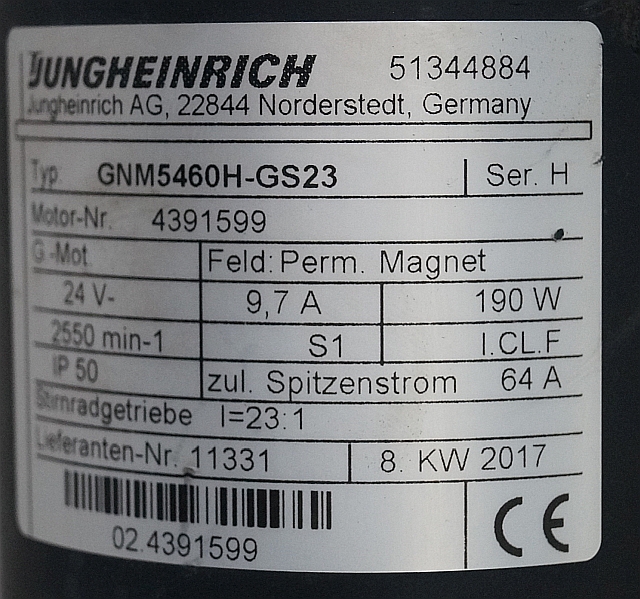 JUNGHEINRICH 51344884
Jungheinrich AG, 22844 Norderstedt, Germany
Typ GNM5460H-GS23 Ser. H
Motor-Nr. 4391599
G-Mot. Feld: Perm. Magnet
24 V- 9,7 A 190 W
2550 min-1 S1 I.CL.F
IP 50 zul. Spitzenstrom 64 A
Stirnradgetriebe I=23:1
Lieferanten-Nr. 11331 8. KW 2017
02.4391599 CE